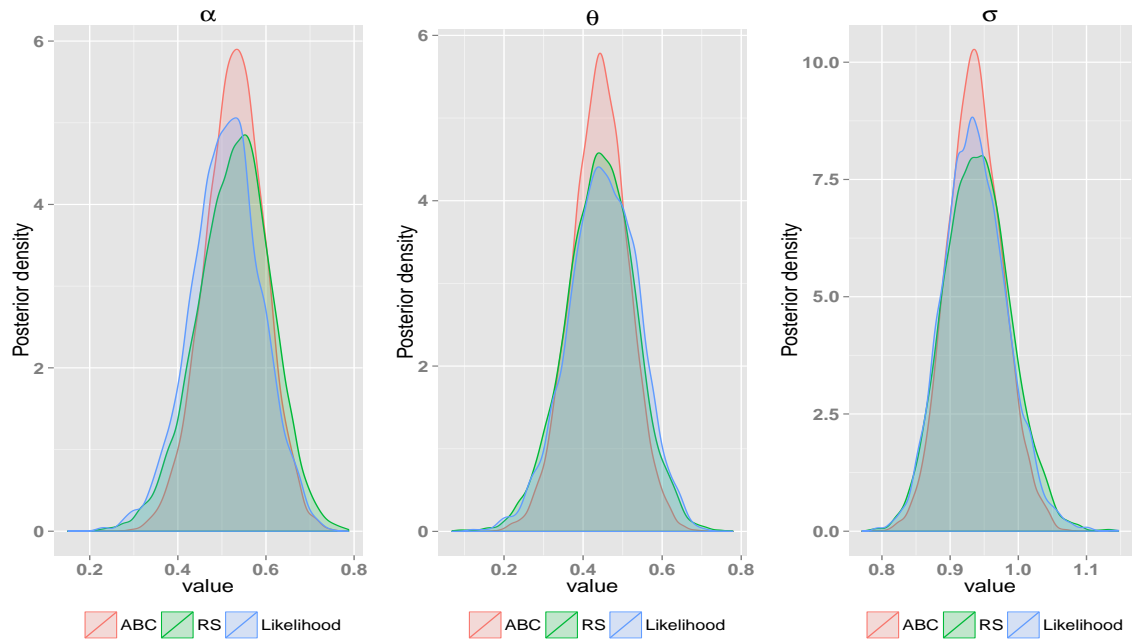 α
Posterior density
6
4
2
0
0.2 0.4 0.6 0.8
value
ABC RS Likelihood
θ
Posterior density
6
4
2
0
0.2 0.4 0.6 0.8
value
ABC RS Likelihood
σ
Posterior density
10.0
7.5
5.0
2.5
0.0
0.8 0.9 1.0 1.1
value
ABC RS Likelihood